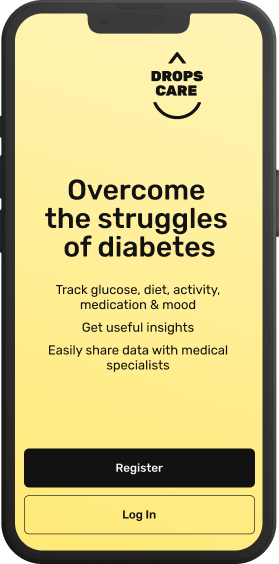 DROPS
CARE
Overcome
the struggles
of diabetes
Track glucose, diet, activity,
medication & mood
Get useful insights
Easily share data with medical
specialists
Register
Log In